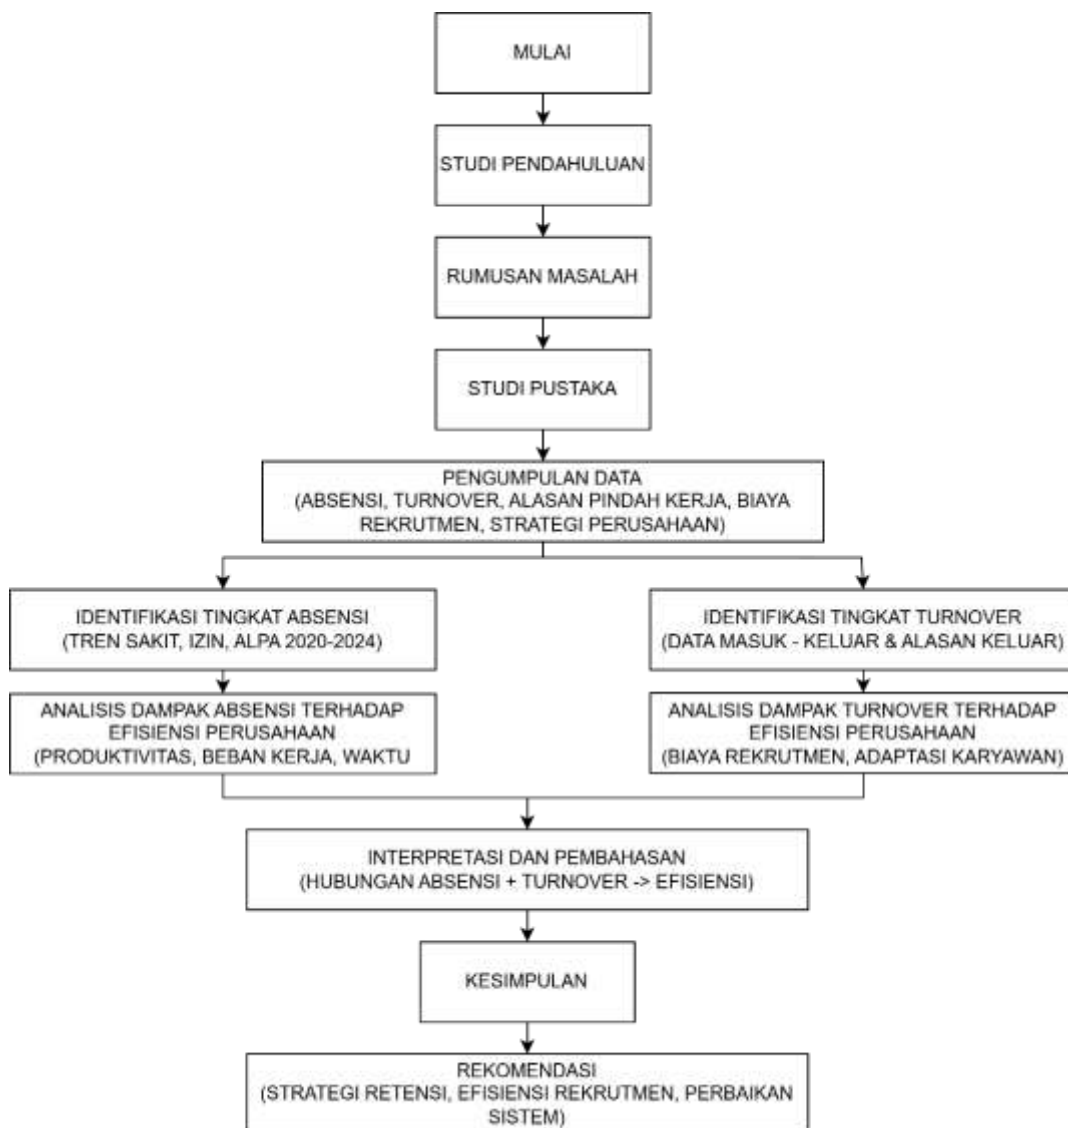 MULAI
STUDI PENDAHULUAN
RUMUSAN MASALAH
STUDI PUSTAKA
PENGUMPULAN DATA
(ABSENSI, TURNOVER, ALASAN PINDAH KERJA, BIAYA
REKRUTMEN, STRATEGI PERUSAHAAN)
IDENTIFIKASI TINGKAT ABSENSI
(TREN SAKIT, IZIN, ALPA 2020-2024)
IDENTIFIKASI TINGKAT TURNOVER
(DATA MASUK - KELUAR & ALASAN KELUAR)
ANALISIS DAMPAK ABSENSI TERHADAP
EFISIENSI PERUSAHAAN
(PRODUKTIVITAS, BEBAN KERJA, WAKTU
ANALISIS DAMPAK TURNOVER TERHADAP
EFISIENSI PERUSAHAAN
(BIAYA REKRUTMEN, ADAPTASI KARYAWAN)
INTERPRETASI DAN PEMBAHASAN
(HUBUNGAN ABSENSI + TURNOVER -> EFISIENSI)
KESIMPULAN
REKOMENDASI
(STRATEGI RETENSI, EFISIENSI REKRUTMEN, PERBAIKAN
SISTEM)